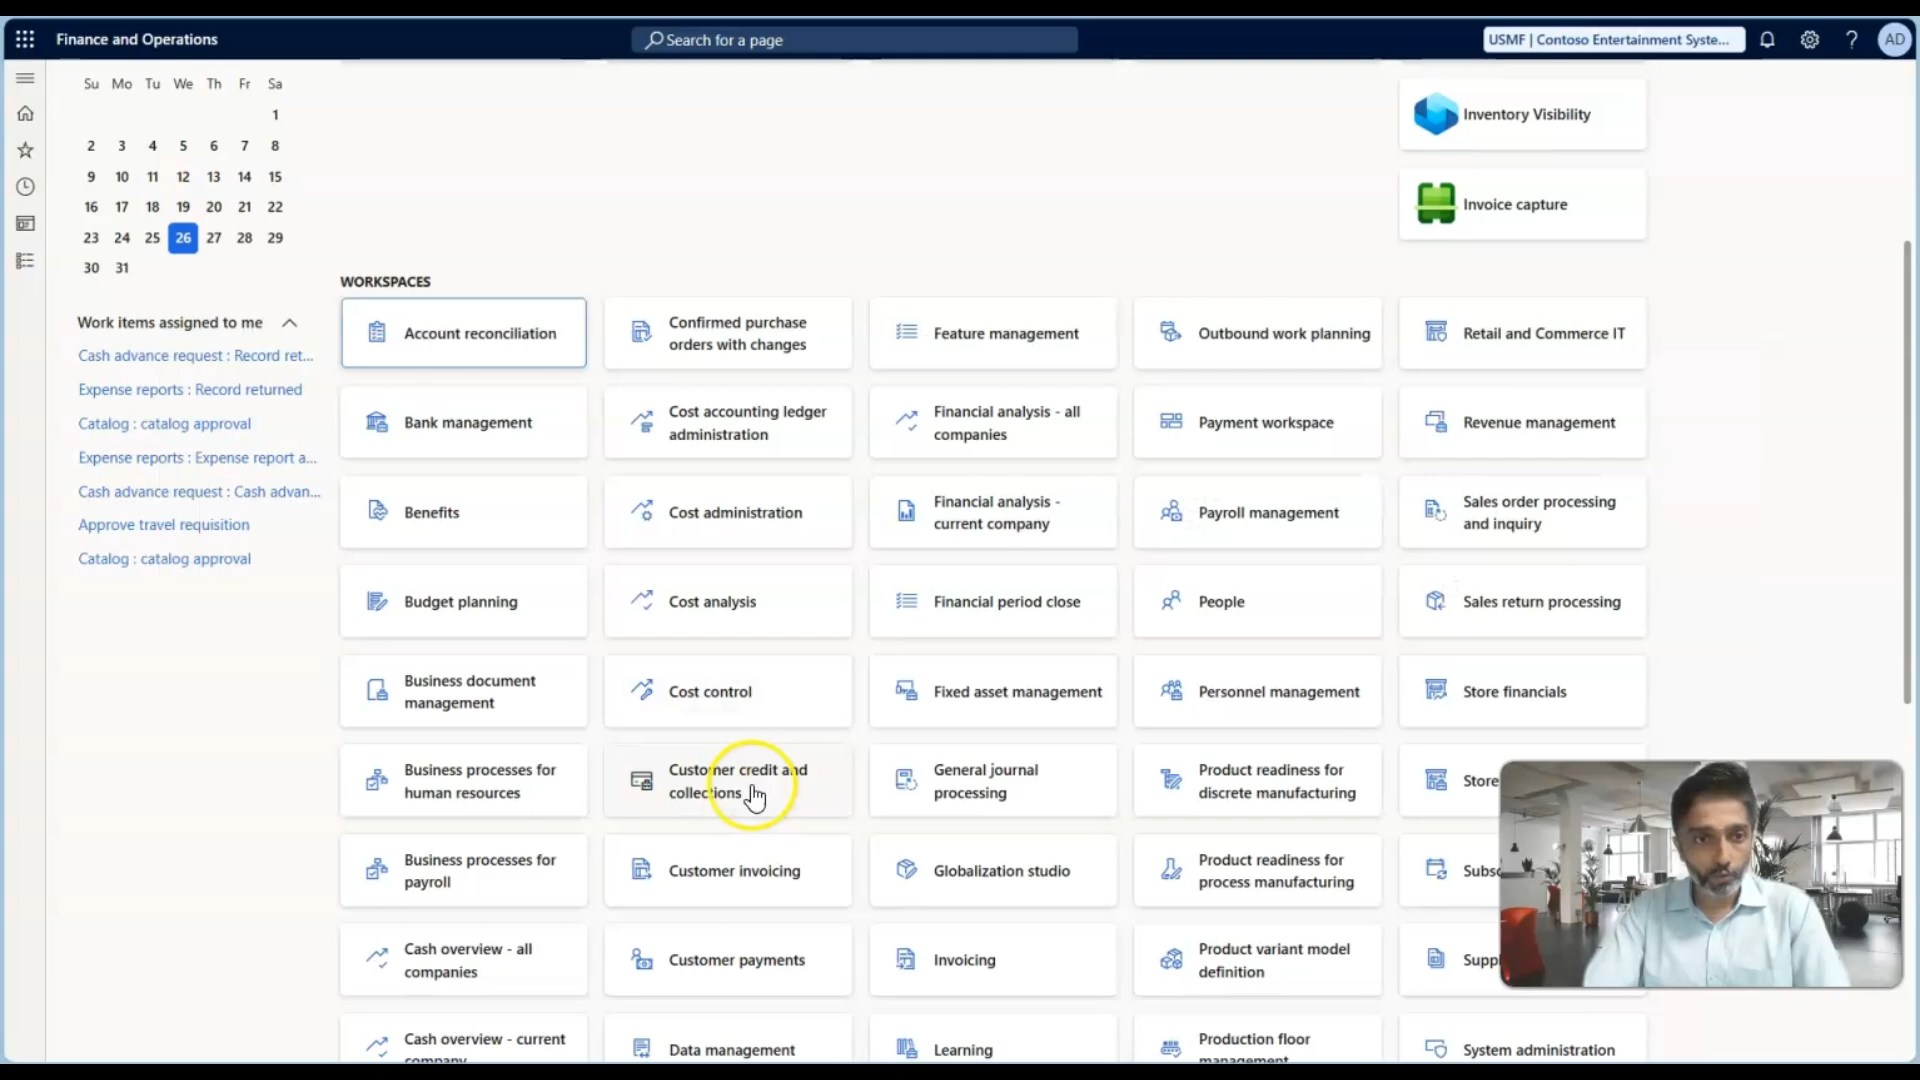 Finance and Operations
Search for a page
USMF | Contoso Entertainment Syste...
?
AD
Su Mo Tu We Th Fr Sa
1
2 3 4 5 6 7 8
9 10 11 12 13 14 15
16 17 18 19 20 21 22
23 24 25 26 27 28 29
30 31
Work items assigned to me
Cash advance request : Record ret...
Expense reports : Record returned
Catalog : catalog approval
Expense reports : Expense report a...
Cash advance request : Cash advan...
Approve travel requisition
Catalog : catalog approval
Inventory Visibility
Invoice capture
WORKSPACES
Account reconciliation
Confirmed purchase
orders with changes
Feature management
Outbound work planning
Retail and Commerce IT
Bank management
Cost accounting ledger
administration
Financial analysis - all
companies
Payment workspace
Revenue management
Benefits
Cost administration
Financial analysis -
current company
Payroll management
Sales order processing
and inquiry
Budget planning
Cost analysis
Financial period close
People
Sales return processing
Business document
management
Cost control
Fixed asset management
Personnel management
Store financials
Business processes for
human resources
Customer credit and
collections
General journal
processing
Product readiness for
discrete manufacturing
Store
Business processes for
payroll
Customer invoicing
Globalization studio
Product readiness for
process manufacturing
Cash overview - all
companies
Customer payments
Invoicing
Product variant model
definition
Cash overview - current
company
Data management
Learning
Production floor
management
System administration